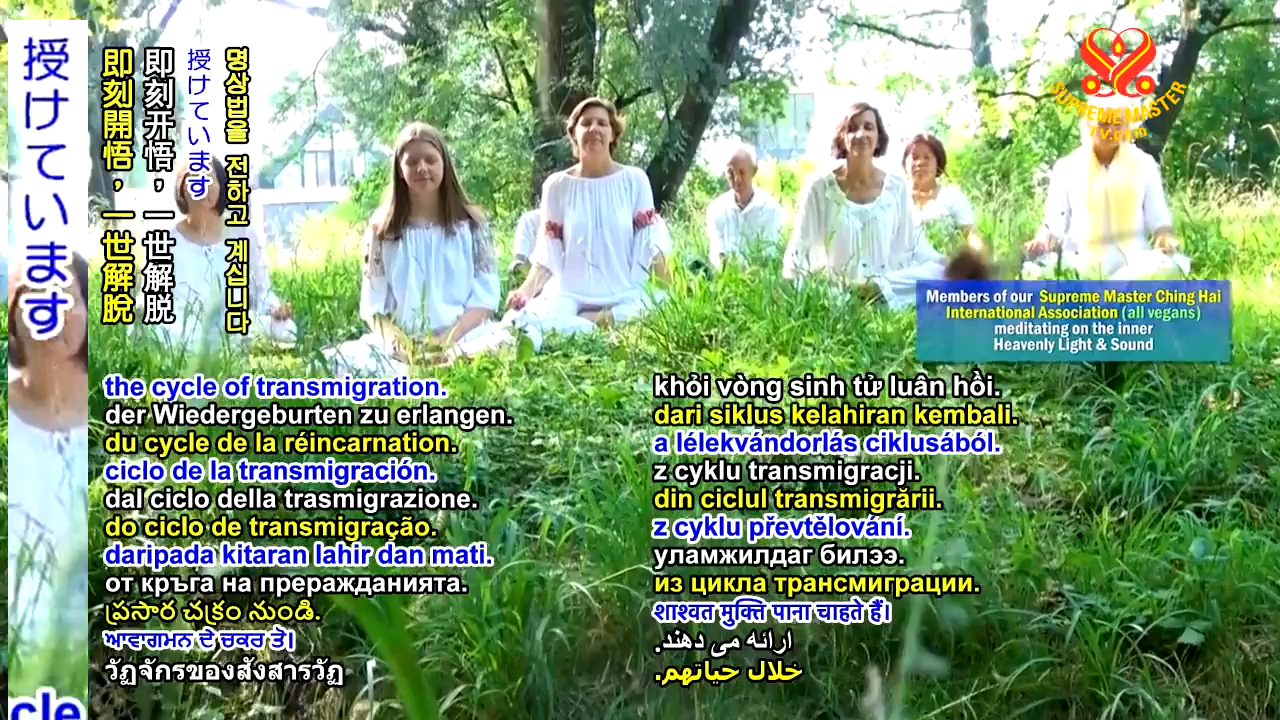 授けています
即刻開悟，一世解脫
即刻开悟，一世解脱
授けています
명상법을 전하고 계십니다
SUPREME MASTER
TV.com
Members of our Supreme Master Ching Hai
International Association (all vegans)
meditating on the inner
Heavenly Light & Sound
the cycle of transmigration.
der Wiedergeburten zu erlangen.
du cycle de la réincarnation.
ciclo de la transmigración.
dal ciclo della trasmigrazione.
do ciclo de transmigração.
daripada kitaran lahir dan mati.
от кръга на преражданията.
ప్రసార చక్రం నుండి.
ਆਵਾਗਮਨ ਦੇ ਚਕਰ ਤੋਂ।
วัฏจักรของสังสารวัฏ
khỏi vòng sinh tử luân hồi.
dari siklus kelahiran kembali.
a lélekvándorlás ciklusából.
z cyklu transmigracji.
din ciclul transmigrării.
z cyklu převtělování.
уламжилдаг билээ.
из цикла трансмиграции.
शाश्वत मुक्ति पाना चाहते हैं।
ارائه می دهند.
خلال حياتهم.
cle